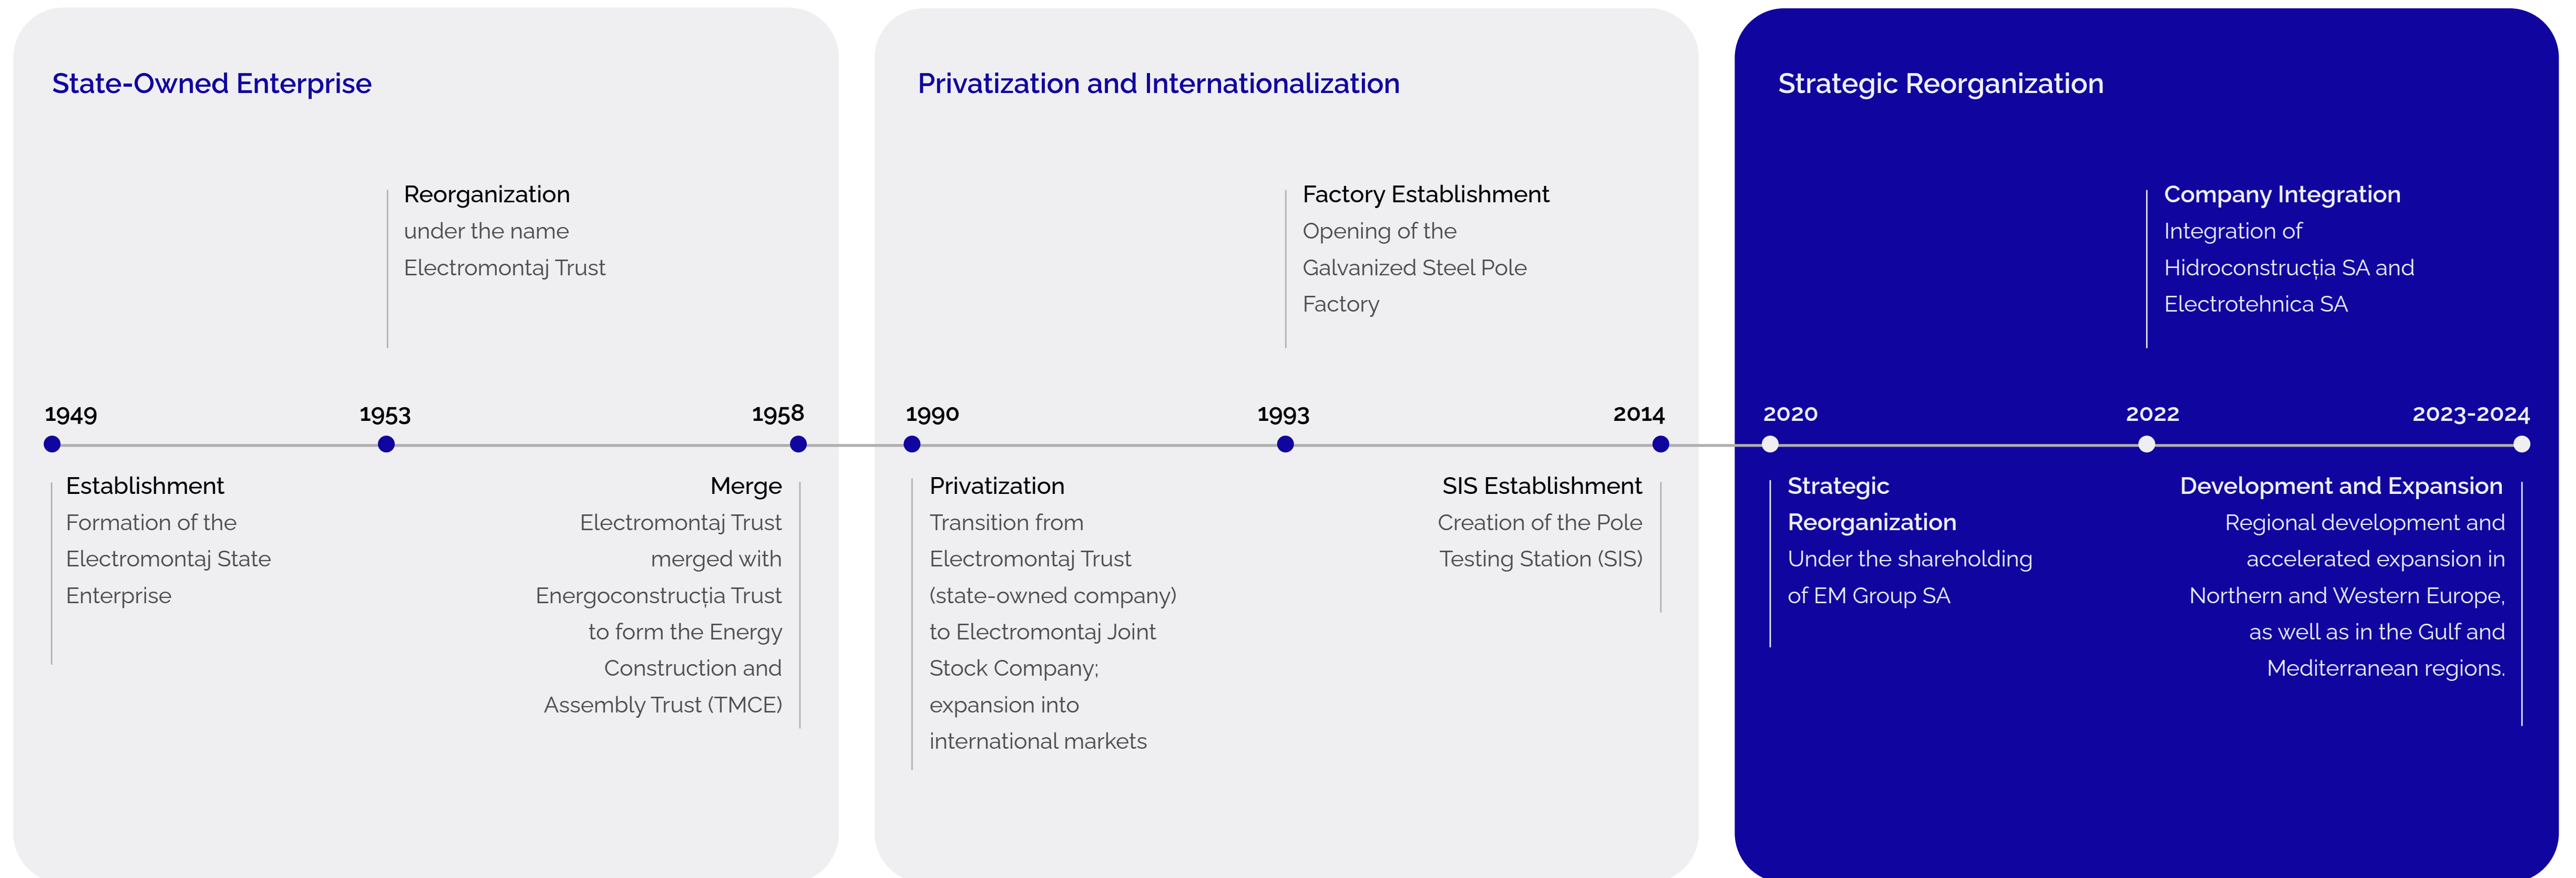 State-Owned Enterprise
Reorganization
under the name
Electromontaj Trust
1949
1953
1958
Establishment
Formation of the
Electromontaj State
Enterprise
Merge
Electromontaj Trust
merged with
Energoconstrucția Trust
to form the Energy
Construction and
Assembly Trust (TMCE)
Privatization and Internationalization
Factory Establishment
Opening of the
Galvanized Steel Pole
Factory
1990
1993
2014
Privatization
Transition from
Electromontaj Trust
(state-owned company)
to Electromontaj Joint
Stock Company;
expansion into
international markets
SIS Establishment
Creation of the Pole
Testing Station (SIS)
Strategic Reorganization
Company Integration
Integration of
Hidroconstrucția SA and
Electrotehnica SA
2020
2022
2023-2024
Strategic
Reorganization
Under the shareholding
of EM Group SA
Development and Expansion
Regional development and
accelerated expansion in
Northern and Western Europe,
as well as in the Gulf and
Mediterranean regions.